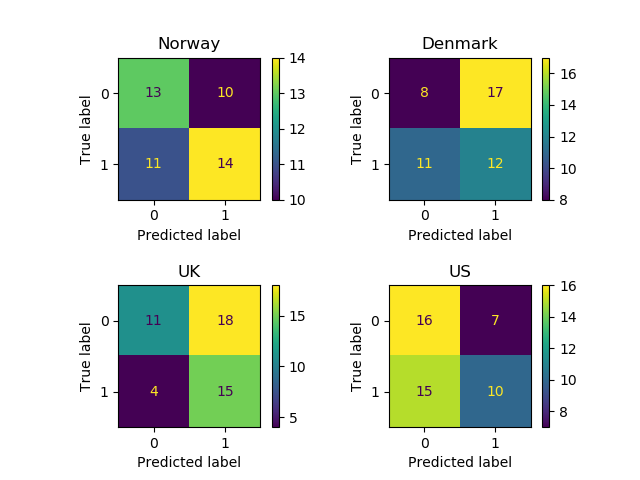 Norway
Denmark
0 13 10
1 11 14
0 1
Predicted label
True label
14
13
12
11
10
0 8 17
1 11 12
0 1
Predicted label
True label
16
14
12
10
8
UK
US
0 11 18
1 4 15
0 1
Predicted label
True label
15
10
5
0 16 7
1 15 10
0 1
Predicted label
True label
16
14
12
10
8